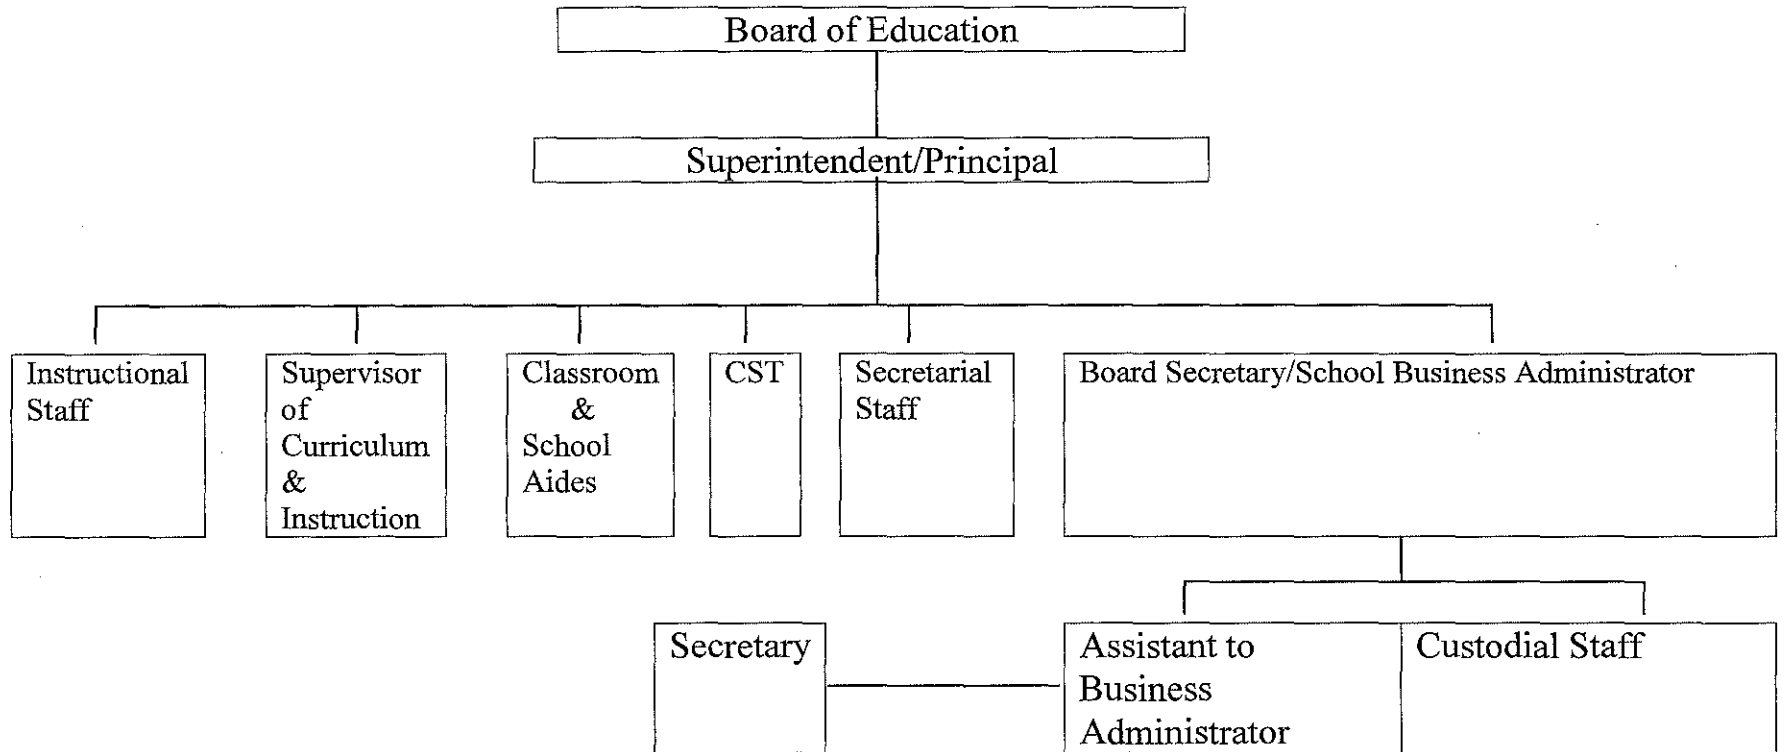 Board of Education
Superintendent/Principal
Instructional
Staff
Supervisor
of
Curriculum
&
Instruction
Classroom
&
School
Aides
CST
Secretarial
Staff
Board Secretary/School Business Administrator
Secretary
Assistant to
Business
Administrator
Custodial Staff